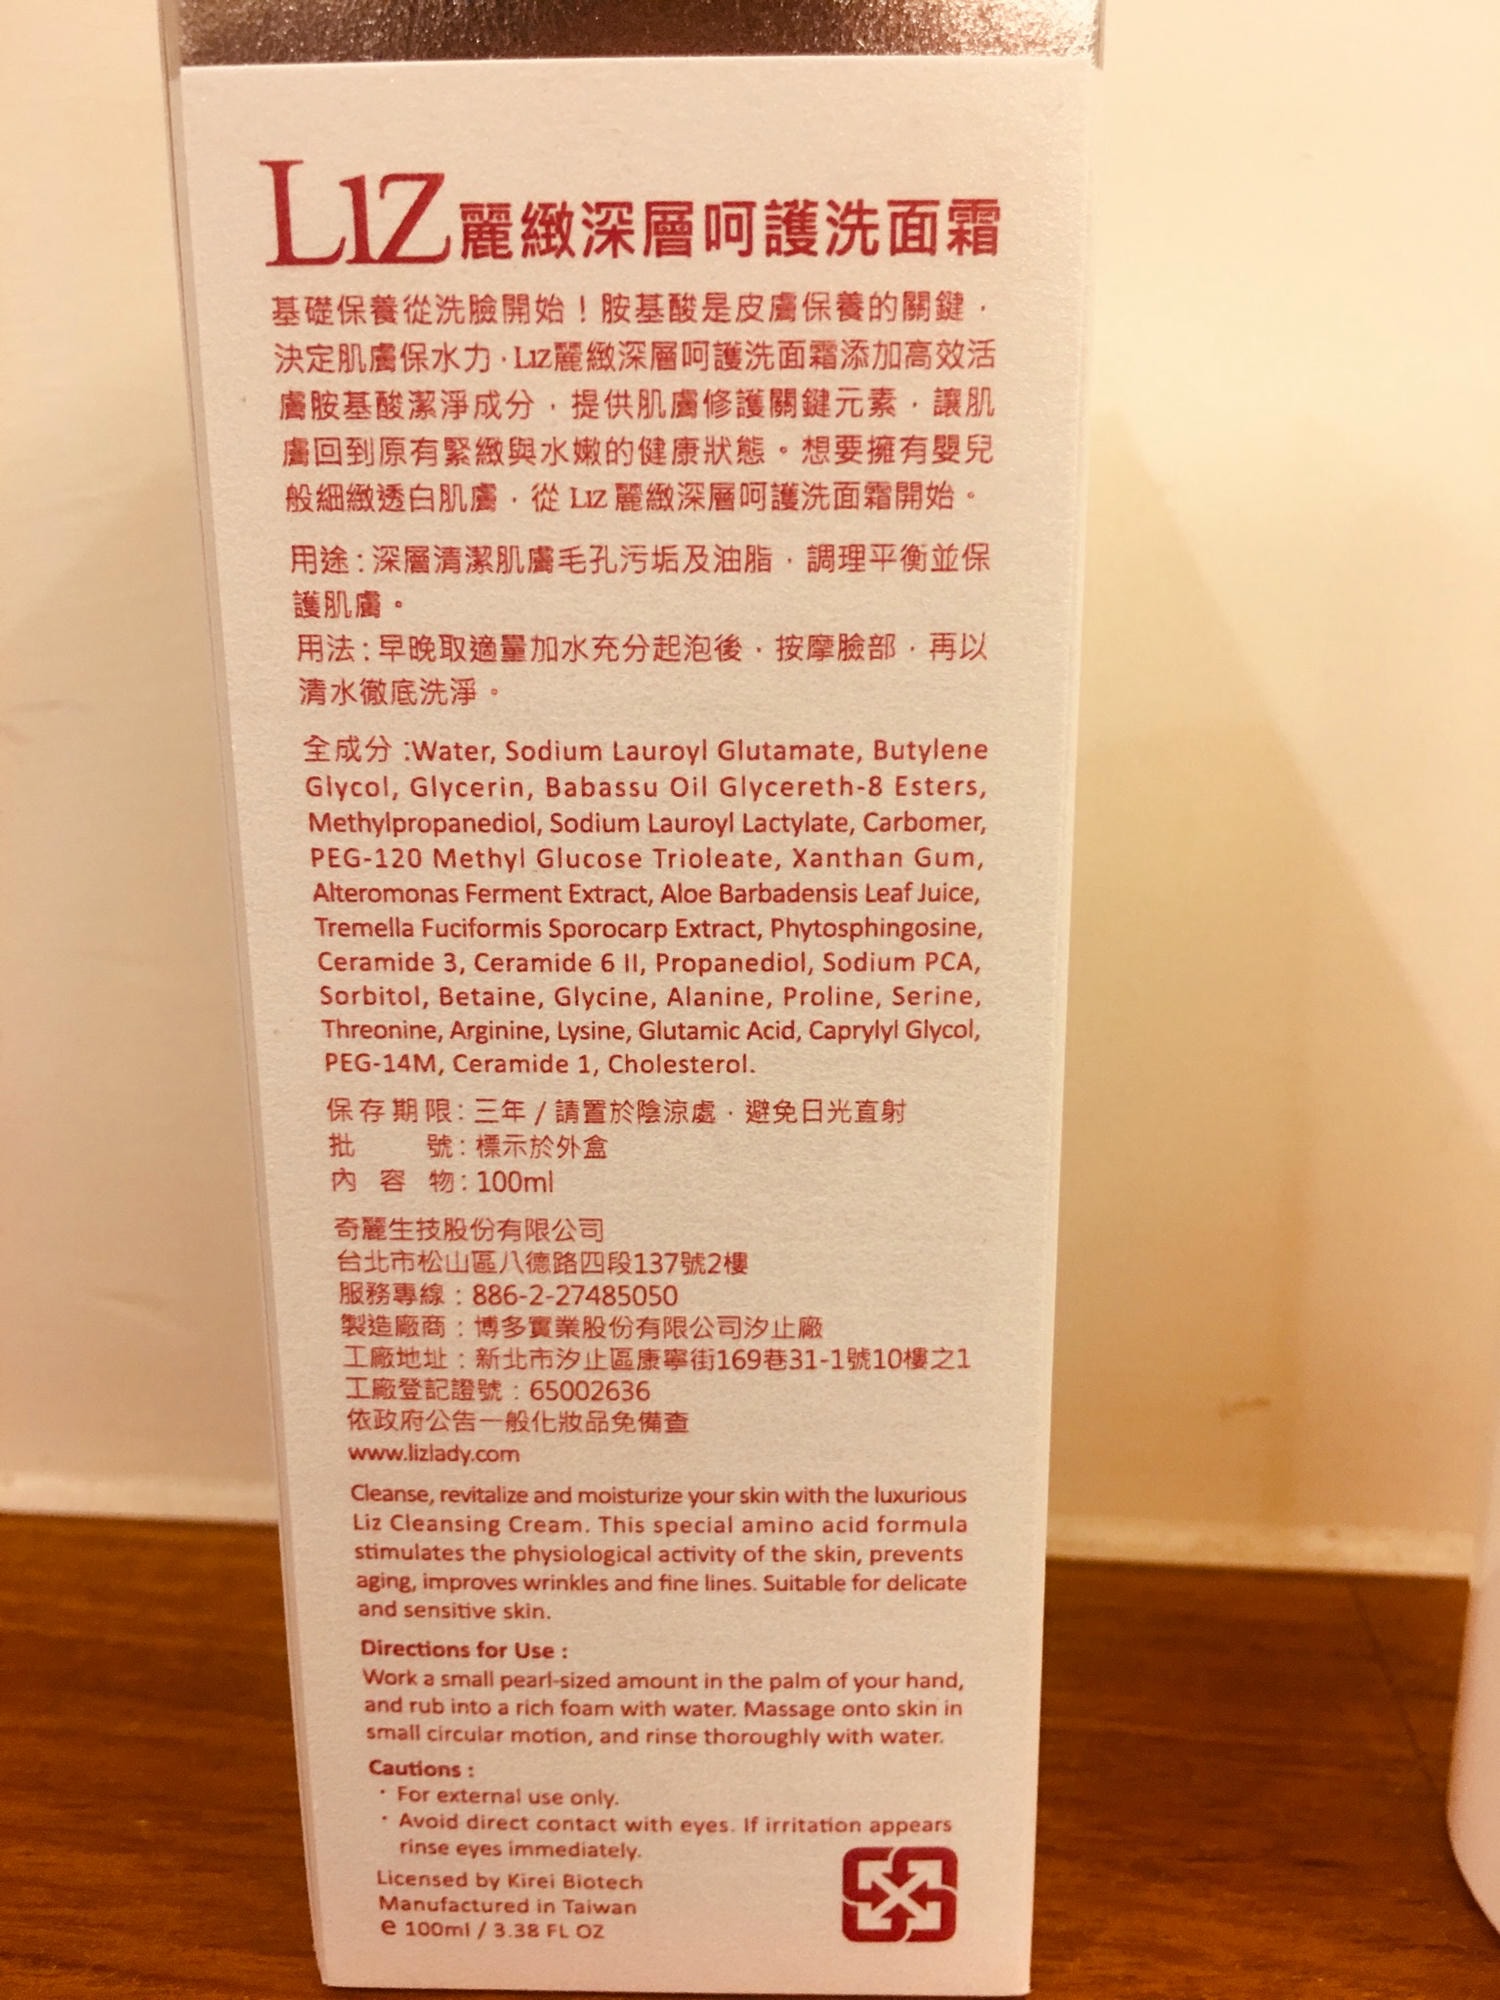 LIZ麗緻深層呵護洗面霜
基礎保養從洗臉開始！胺基酸是皮膚保養的關鍵，
決定肌膚保水力，LIZ麗緻深層呵護洗面霜添加高效活
膚胺基酸潔淨成分，提供肌膚修護關鍵元素，讓肌
膚回到原有緊緻與水嫩的健康狀態。想要擁有嬰兒
般細緻透白肌膚，從 LIZ 麗緻深層呵護洗面霜開始。
用途：深層清潔肌膚毛孔污垢及油脂，調理平衡並保
護肌膚。
用法：早晚取適量加水充分起泡後，按摩臉部，再以
清水徹底洗淨。
全成分 :Water, Sodium Lauroyl Glutamate, Butylene
Glycol, Glycerin, Babassu Oil Glycereth-8 Esters,
Methylpropanediol, Sodium Lauroyl Lactylate, Carbomer,
PEG-120 Methyl Glucose Trioleate, Xanthan Gum,
Alteromonas Ferment Extract, Aloe Barbadensis Leaf Juice,
Tremella Fuciformis Sporocarp Extract, Phytosphingosine,
Ceramide 3, Ceramide 6 II, Propanediol, Sodium PCA,
Sorbitol, Betaine, Glycine, Alanine, Proline, Serine,
Threonine, Arginine, Lysine, Glutamic Acid, Caprylyl Glycol,
PEG-14M, Ceramide 1, Cholesterol.
保存期限：三年 / 請置於陰涼處，避免日光直射
批 號：標示於外盒
內 容 物：100ml
奇麗生技股份有限公司
台北市松山區八德路四段137號2樓
服務專線：886-2-27485050
製造廠商：博多實業股份有限公司汐止廠
工廠地址：新北市汐止區康寧街169巷31-1號10樓之1
工廠登記證號：65002636
依政府公告一般化妝品免備查
www.lizlady.com
Cleanse, revitalize and moisturize your skin with the luxurious
Liz Cleansing Cream. This special amino acid formula
stimulates the physiological activity of the skin, prevents
aging, improves wrinkles and fine lines. Suitable for delicate
and sensitive skin.
Directions for Use :
Work a small pearl-sized amount in the palm of your hand,
and rub into a rich foam with water. Massage onto skin in
small circular motion, and rinse thoroughly with water.
Cautions :
· For external use only.
· Avoid direct contact with eyes. If irritation appears
rinse eyes immediately.
Licensed by Kirei Biotech
Manufactured in Taiwan
e 100ml / 3.38 FL OZ